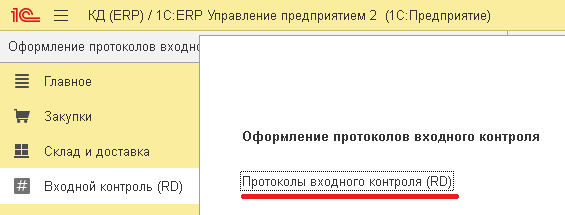 1С КД (ERP) / 1С:ERP Управление предприятием 2 (1С:Предприятие)
Оформление протоколов входно
Главное
Закупки
Склад и доставка
Входной контроль (RD)
Оформление протоколов входного контроля
Протоколы входного контроля (RD)